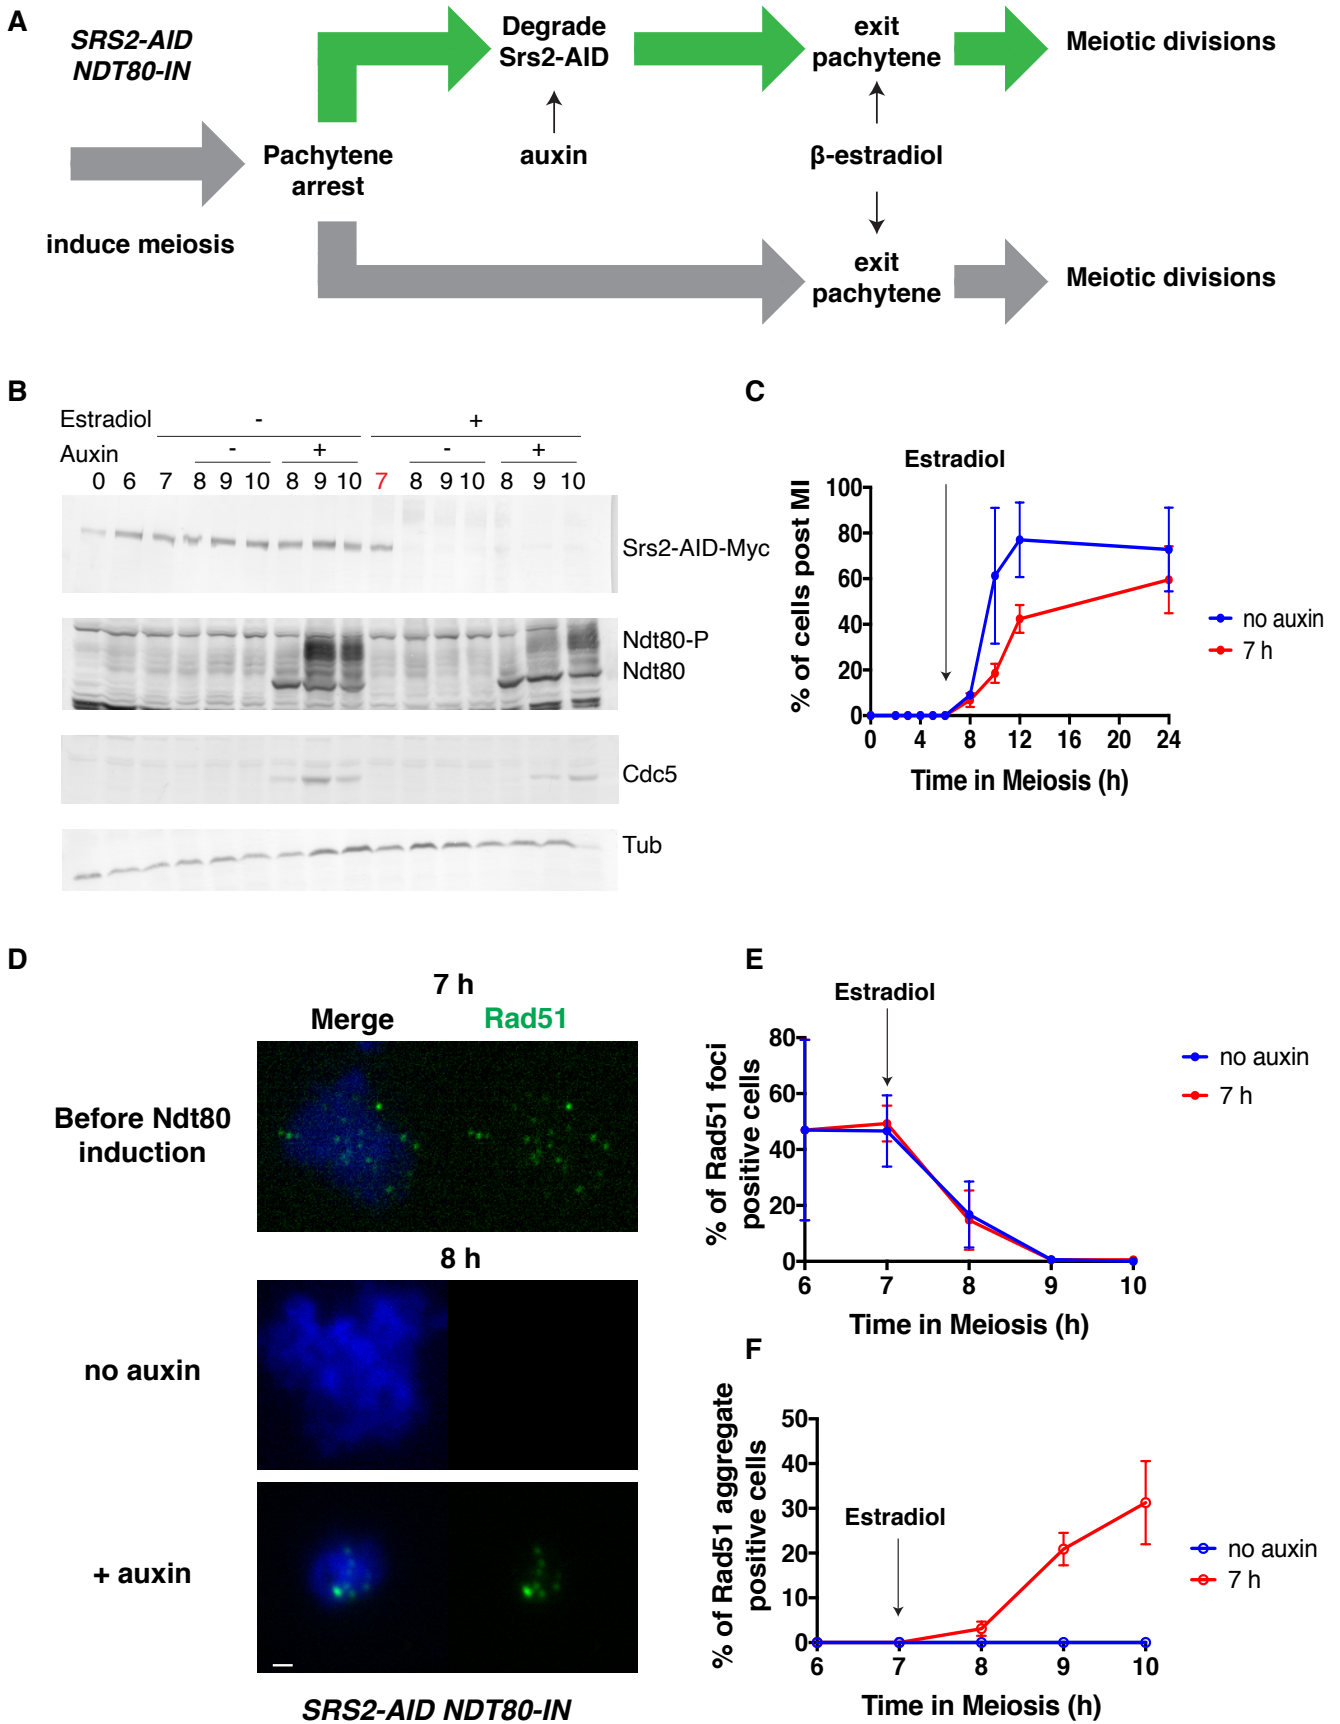 A
SRS2-AID
NDT80-IN
induce meiosis
Pachytene
arrest
Degrade
Srs2-AID
auxin
exit
pachytene
Meiotic divisions
β-estradiol
exit
pachytene
Meiotic divisions
B
Estradiol - +
Auxin - + - +
0 6 7 8 9 10 8 9 10 7 8 9 10 8 9 10
Srs2-AID-Myc
Ndt80-P
Ndt80
Cdc5
Tub
C
Estradiol
% of cells post MI
100
80
60
40
20
0
0 4 8 12 16 20 24
Time in Meiosis (h)
no auxin
7 h
D
7 h
Merge Rad51
Before Ndt80
induction
8 h
no auxin
+ auxin
SRS2-AID NDT80-IN
E
Estradiol
% of Rad51 foci
positive cells
80
60
40
20
0
6 7 8 9 10
Time in Meiosis (h)
no auxin
7 h
F
Estradiol
% of Rad51 aggregate
positive cells
50
40
30
20
10
0
6 7 8 9 10
Time in Meiosis (h)
no auxin
7 h